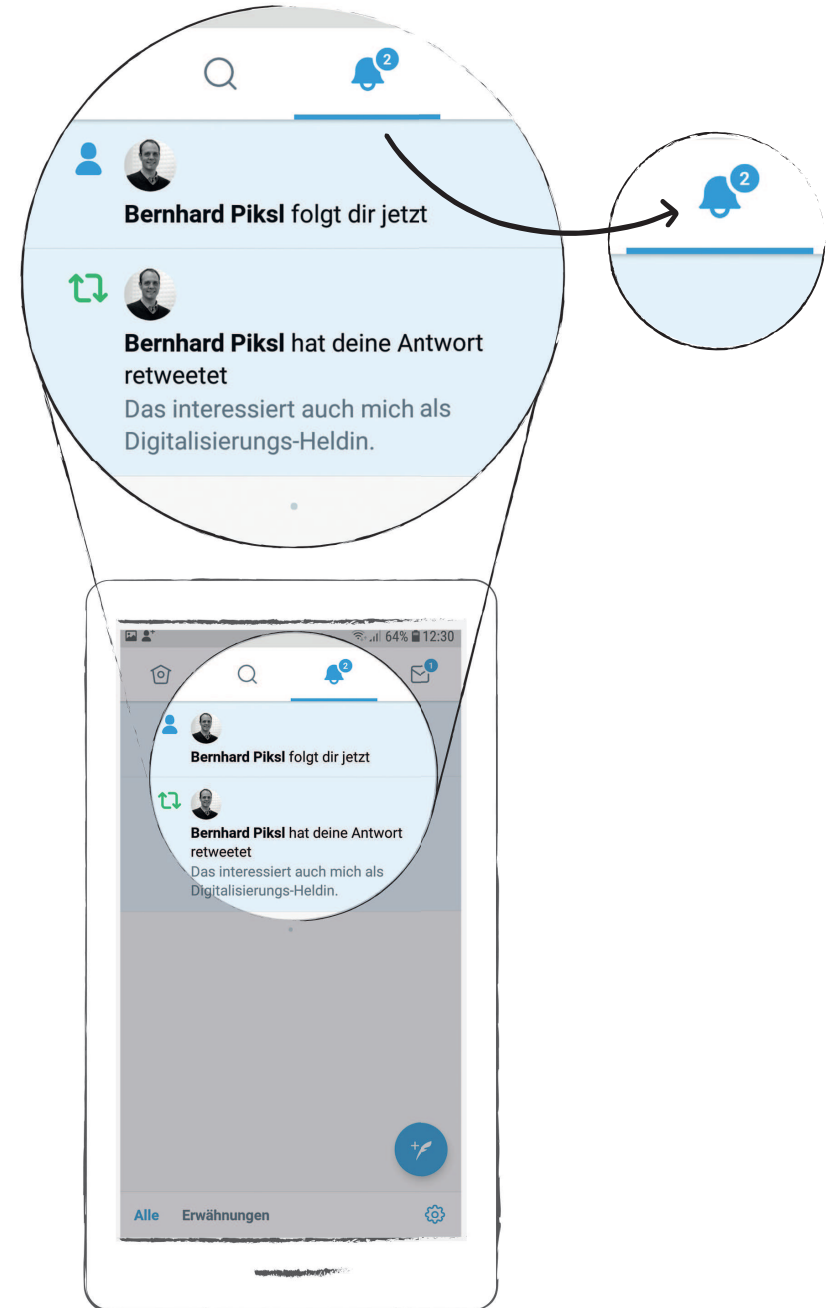 2
2
Bernhard Piksl folgt dir jetzt
Bernhard Piksl hat deine Antwort
retweetet
Das interessiert auch mich als
Digitalisierungs-Heldin.
64% 12:30
2
1
Bernhard Piksl folgt dir jetzt
Bernhard Piksl hat deine Antwort
retweetet
Das interessiert auch mich als
Digitalisierungs-Heldin.
Alle Erwähnungen